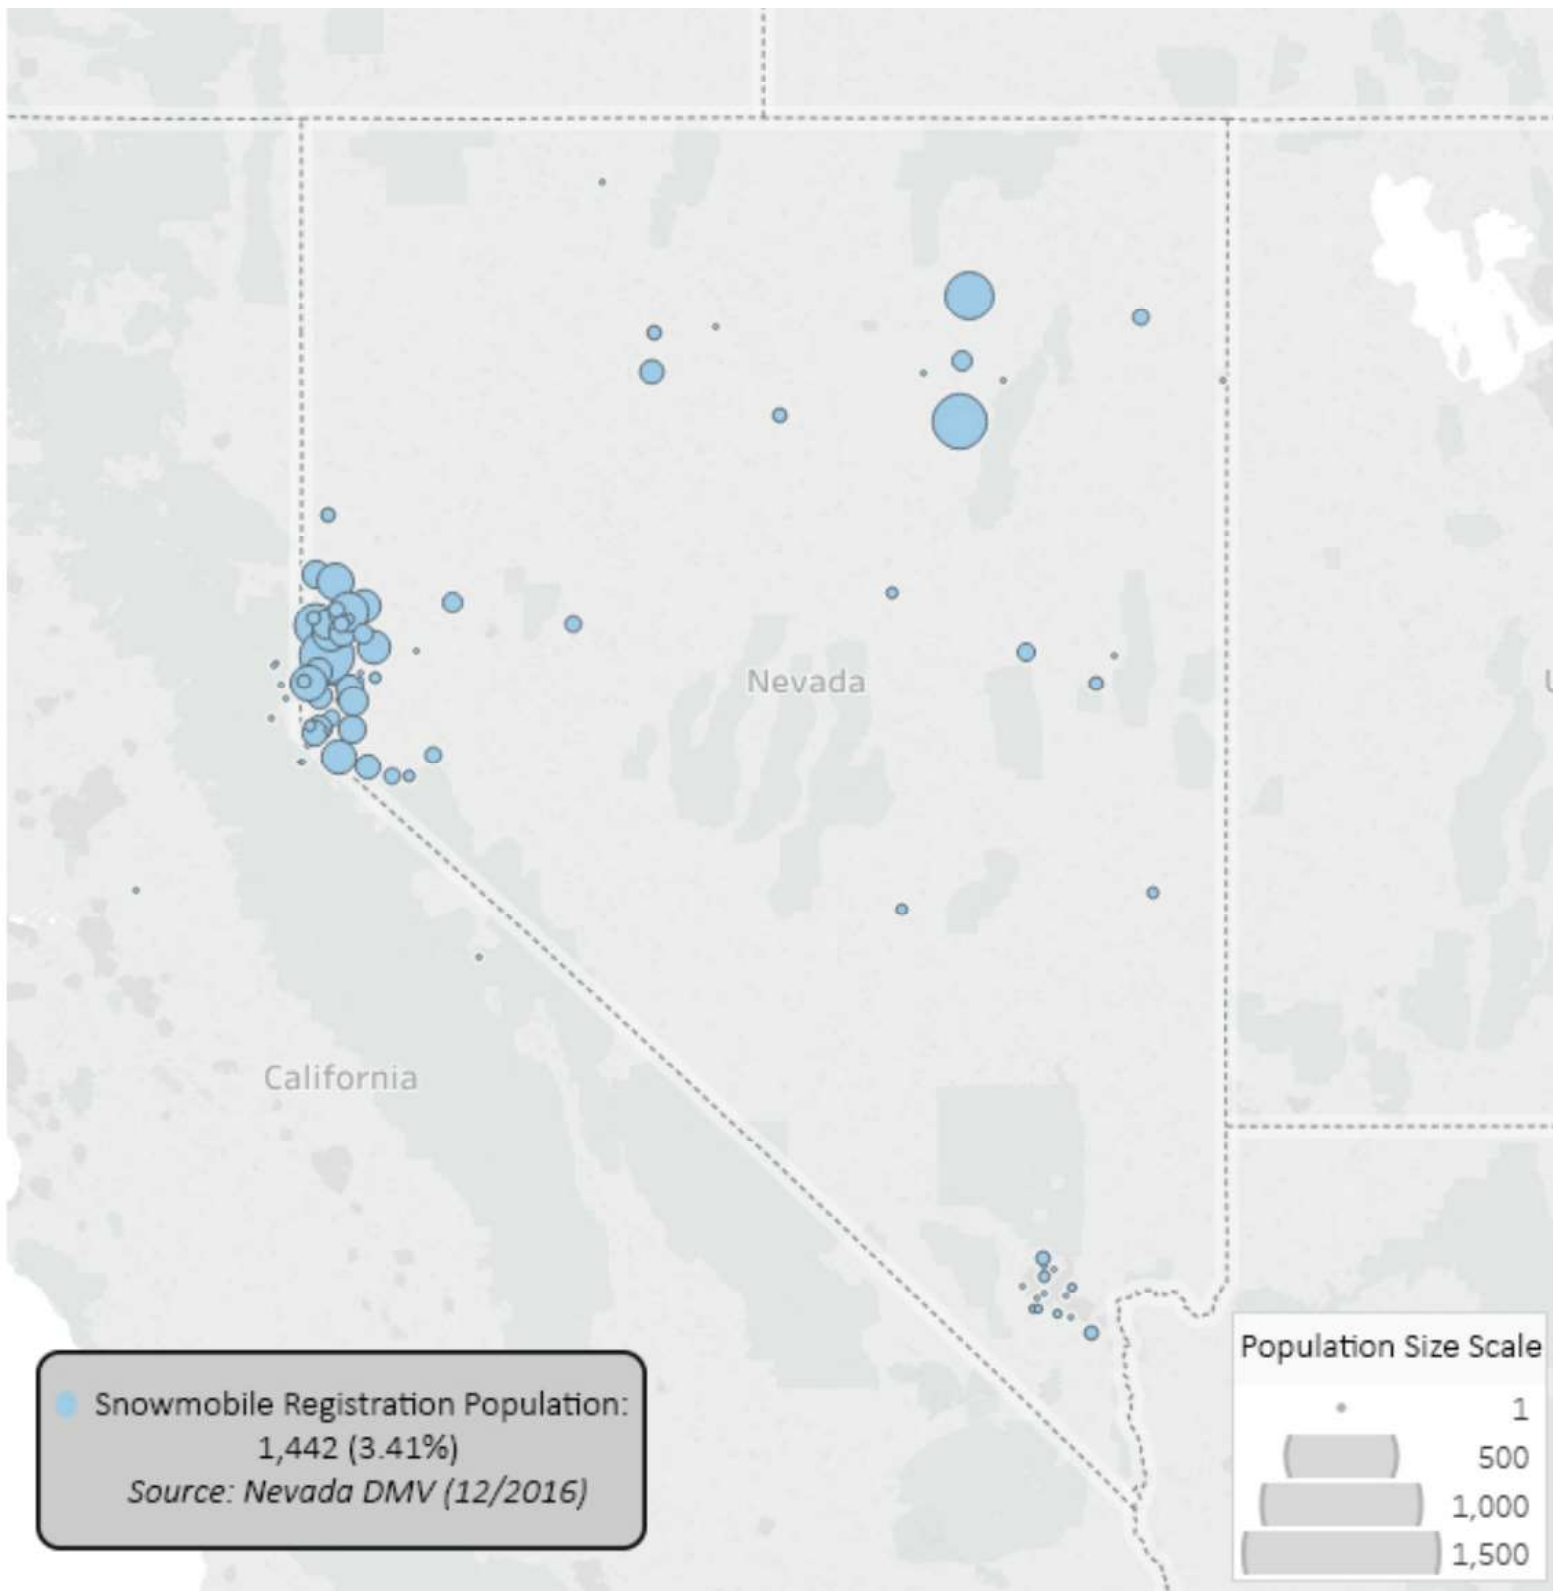 Nevada
U
California
Snowmobile Registration Population:
1,442 (3.41%)
Source: Nevada DMV (12/2016)
Population Size Scale
1
500
1,000
1,500